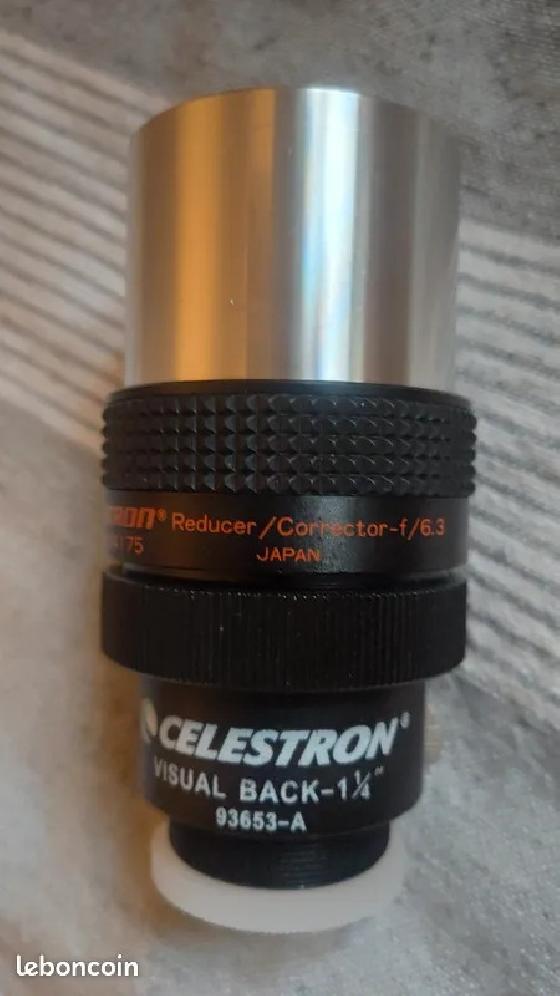 Reducer/Corrector-f/6.3
JAPAN
CELESTRON®
VISUAL BACK-1¼"
93653-A
leboncoin